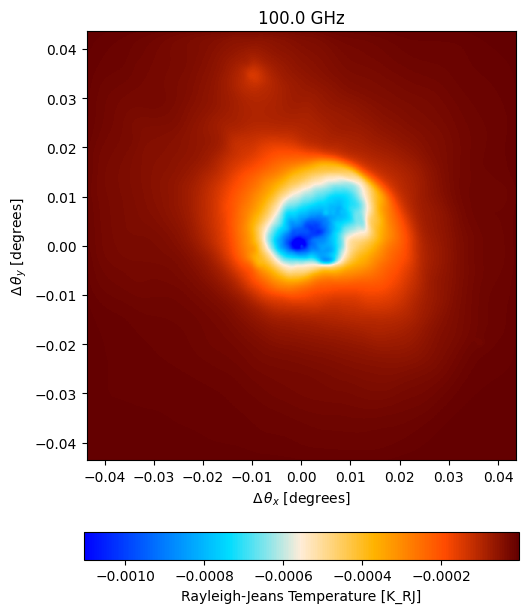 100.0 GHz
0.04
0.03
0.02
0.01
0.00
−0.01
−0.02
−0.03
−0.04
Δ θy [degrees]
−0.04 −0.03 −0.02 −0.01 0.00 0.01 0.02 0.03 0.04
Δ θx [degrees]
−0.0010 −0.0008 −0.0006 −0.0004 −0.0002
Rayleigh-Jeans Temperature [K_RJ]